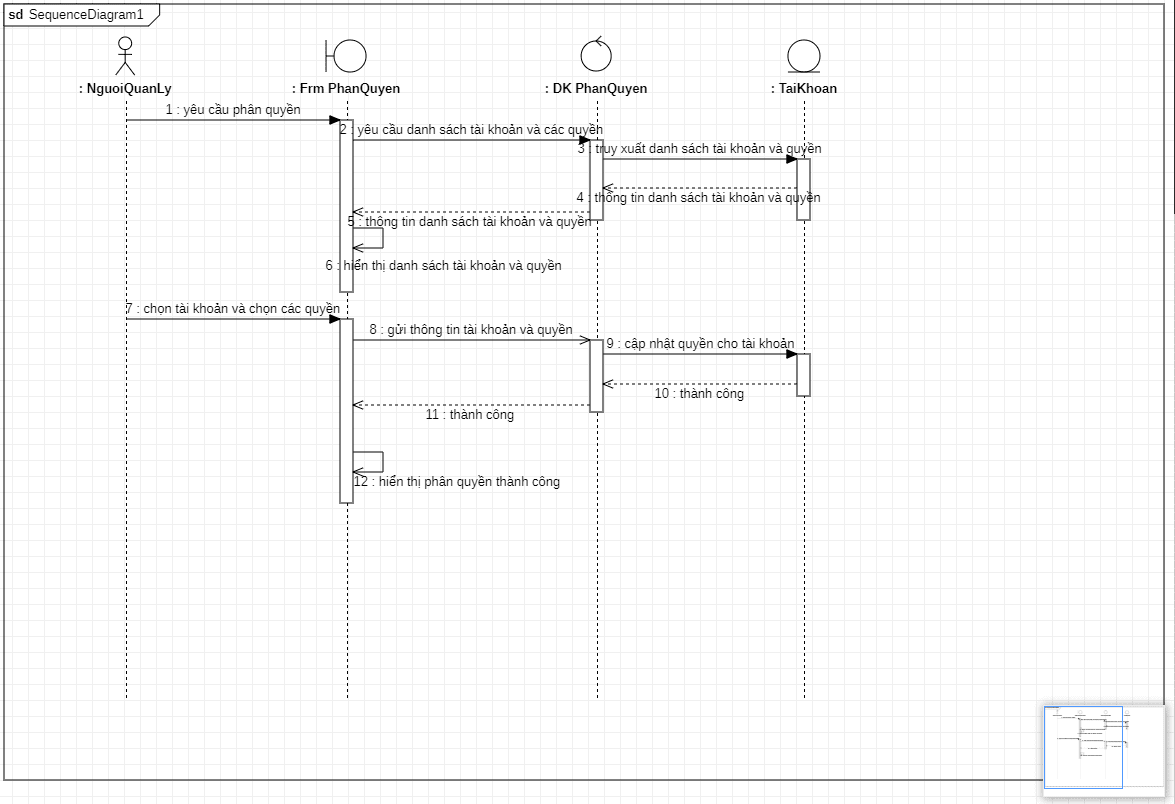 sd SequenceDiagram1
: NguoiQuanLy
: Frm PhanQuyen
: DK PhanQuyen
: TaiKhoan
1 : yêu cầu phân quyền
2 : yêu cầu danh sách tài khoản và các quyền
3 : truy xuất danh sách tài khoản và quyền
4 : thông tin danh sách tài khoản và quyền
5 : thông tin danh sách tài khoản và quyền
6 : hiển thị danh sách tài khoản và quyền
7 : chọn tài khoản và chọn các quyền
8 : gửi thông tin tài khoản và quyền
9 : cập nhật quyền cho tài khoản
10 : thành công
11 : thành công
12 : hiển thị phân quyền thành công